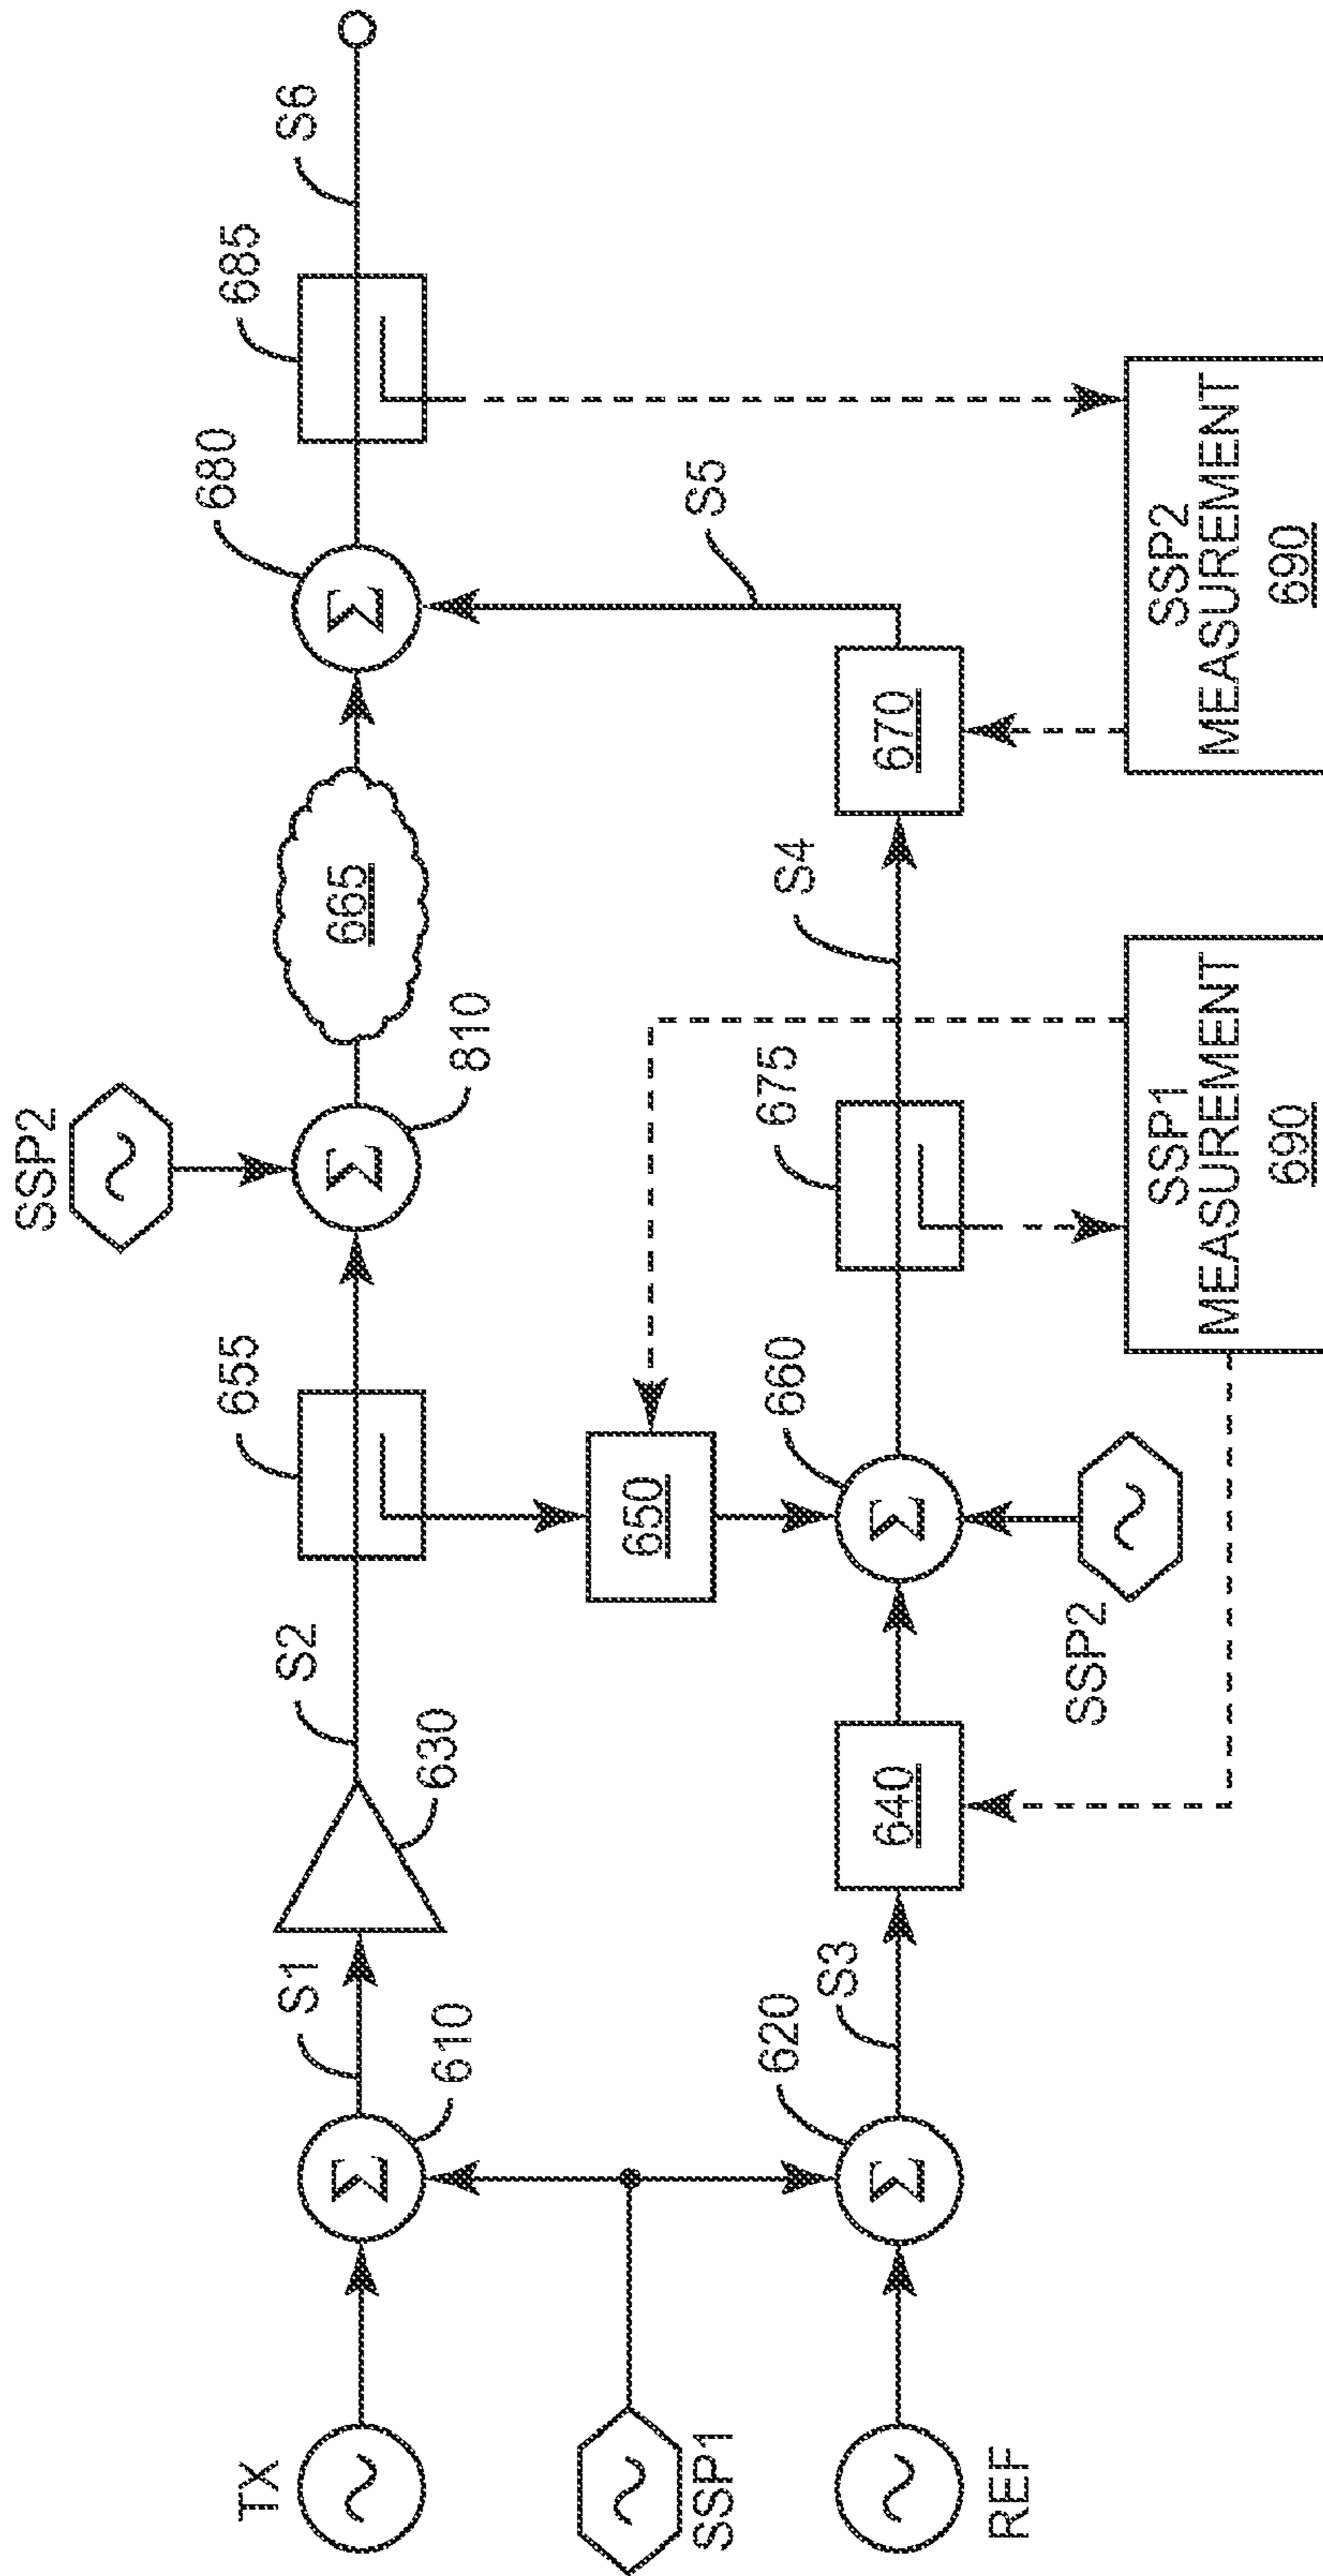 TX
SSP1
REF
610
S1
620
S3
630
S2
640
SSP2
655
650
660
SSP2
810
675
665
S4
SSP1
MEASUREMENT
690
680
670
S5
685
S6
SSP2
MEASUREMENT
690